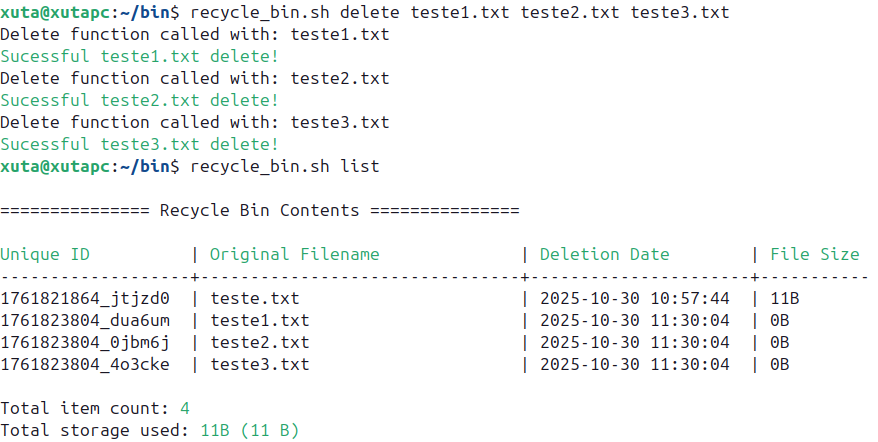 xuta@xutapc:~/bin$ recycle_bin.sh delete teste1.txt teste2.txt teste3.txt
Delete function called with: teste1.txt
Sucessful teste1.txt delete!
Delete function called with: teste2.txt
Sucessful teste2.txt delete!
Delete function called with: teste3.txt
Sucessful teste3.txt delete!
xuta@xutapc:~/bin$ recycle_bin.sh list

=============== Recycle Bin Contents ===============

Unique ID          | Original Filename              | Deletion Date        | File Size
-------------------+--------------------------------+----------------------+----------
1761821864_jtjzd0  | teste.txt                      | 2025-10-30 10:57:44  | 11B
1761823804_dua6um  | teste1.txt                     | 2025-10-30 11:30:04  | 0B
1761823804_0jbm6j  | teste2.txt                     | 2025-10-30 11:30:04  | 0B
1761823804_4o3cke  | teste3.txt                     | 2025-10-30 11:30:04  | 0B

Total item count: 4
Total storage used: 11B (11 B)